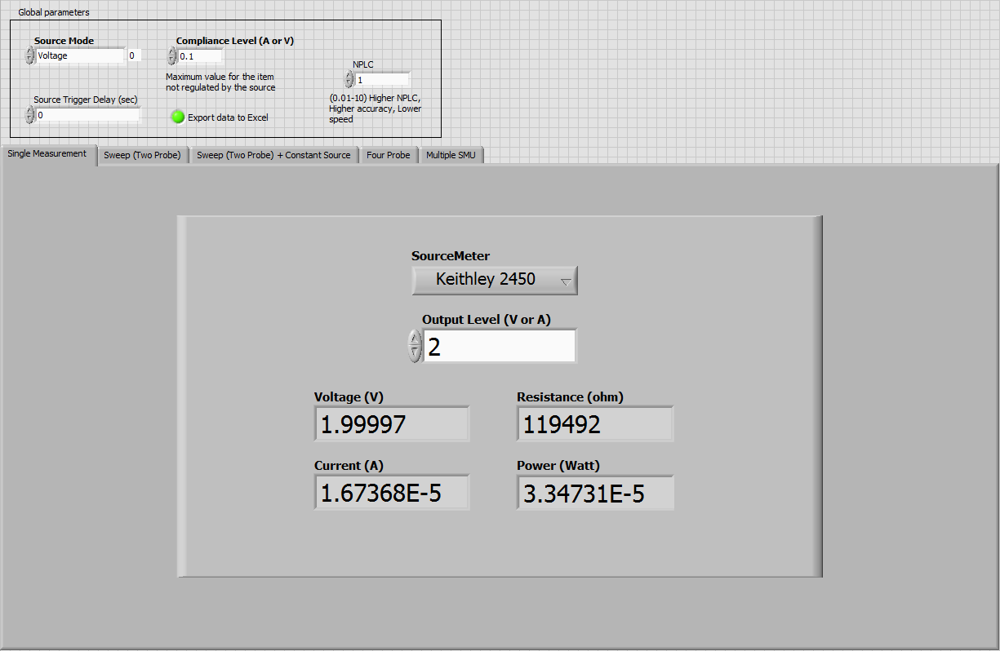 Global parameters
Source Mode
Voltage 0
Compliance Level (A or V)
0.1
Maximum value for the item
not regulated by the source
NPLC
1
(0.01-10) Higher NPLC,
Higher accuracy, Lower
speed
Source Trigger Delay (sec)
0
Export data to Excel
Single Measurement Sweep (Two Probe) Sweep (Two Probe) + Constant Source Four Probe Multiple SMU
SourceMeter
Keithley 2450
Output Level (V or A)
2
Voltage (V) Resistance (ohm)
1.99997 119492
Current (A) Power (Watt)
1.67368E-5 3.34731E-5